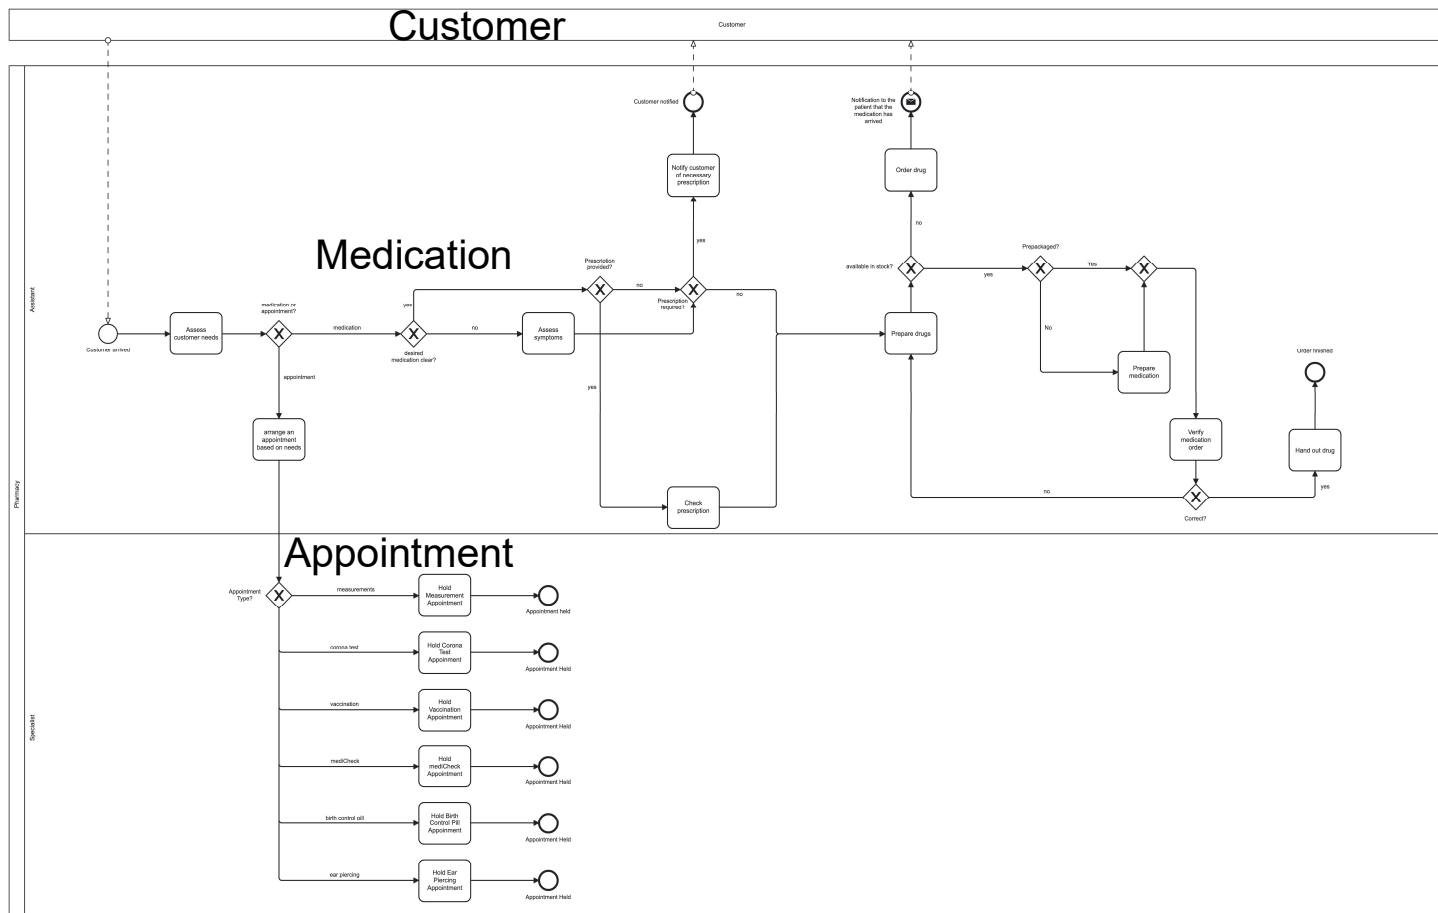 Customer
Customer
Customer notified
Notification to the
patient that the
medication has
arrived
Notify customer
of necessary
prescription
Order drug
no
yes
Medication
Prescription
provided?
Prepackaged?
available in stock?
yes
Yes
no
Prescription
required?
no
yes
medication or
appointment?
Assess
customer needs
medication
no
Assess
symptoms
Prepare drugs
No
Customer arrived
desired
medication clear?
Order finished
Prepare
medication
appointment
yes
arrange an
appointment
based on needs
Verify
medication
order
Hand out drug
Check
prescription
no
yes
Correct?
Assistant
Pharmacy
Specialist
Appointment
Appointment
Type?
measurements
Hold
Measurement
Appointment
Appointment held
corona test
Hold Corona
Test
Appoinment
Appointment Held
vaccination
Hold
Vaccination
Appointment
Appointment Held
mediCheck
Hold
mediCheck
Appointment
Appointment Held
birth control pill
Hold Birth
Control Pill
Appoinment
Appointment Held
ear piercing
Hold Ear
Piercing
Appointment
Appointment Held